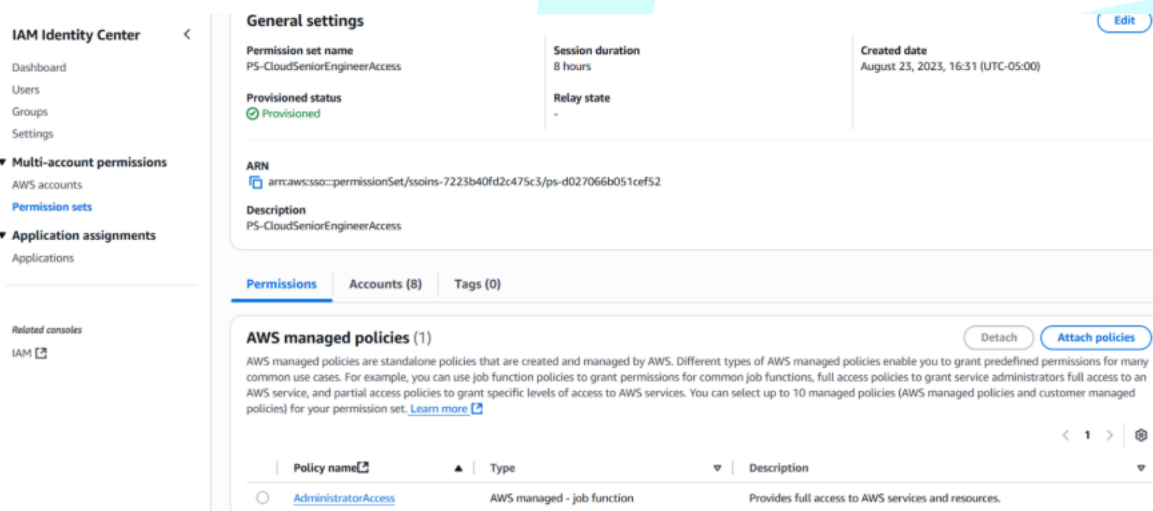 IAM Identity Center
Dashboard
Users
Groups
Settings
Multi-account permissions
AWS accounts
Permission sets
Application assignments
Applications
Related consoles
IAM
General settings
Edit
Permission set name
PS-CloudSeniorEngineerAccess
Session duration
8 hours
Created date
August 23, 2023, 16:31 (UTC-05:00)
Provisioned status
Provisioned
Relay state
-
ARN
arn:aws:sso:::permissionSet/ssoins-7223b40fd2c475c3/ps-d027066b051cef52
Description
PS-CloudSeniorEngineerAccess
Permissions Accounts (8) Tags (0)
AWS managed policies (1)
Detach Attach policies
AWS managed policies are standalone policies that are created and managed by AWS. Different types of AWS managed policies enable you to grant predefined permissions for many
common use cases. For example, you can use job function policies to grant permissions for common job functions, full access policies to grant service administrators full access to an
AWS service, and partial access policies to grant specific levels of access to AWS services. You can select up to 10 managed policies (AWS managed policies and customer managed
policies) for your permission set. Learn more
< 1 >
Policy name Type Description
AdministratorAccess AWS managed - job function Provides full access to AWS services and resources.